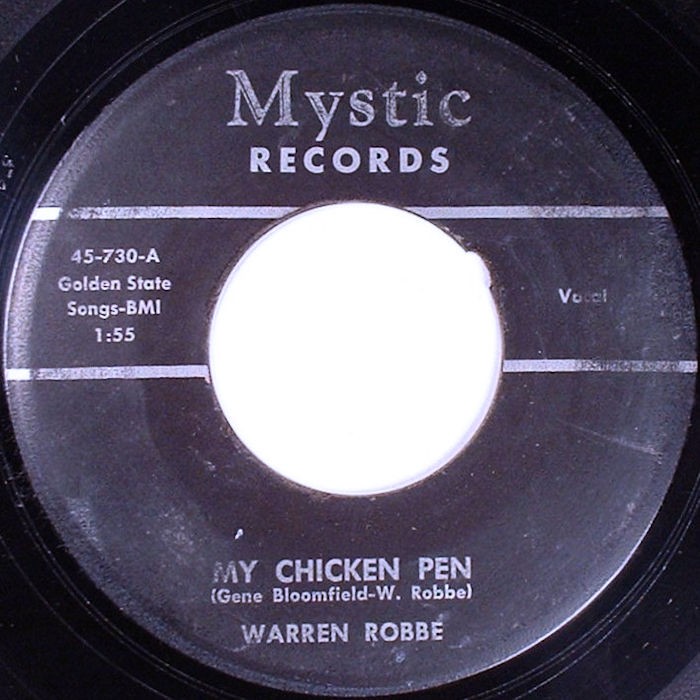 Mystic
RECORDS
45-730-A
Golden State
Songs-BMI
1:55
Vocal
MY CHICKEN PEN
(Gene Bloomfield-W. Robbe)
WARREN ROBBE